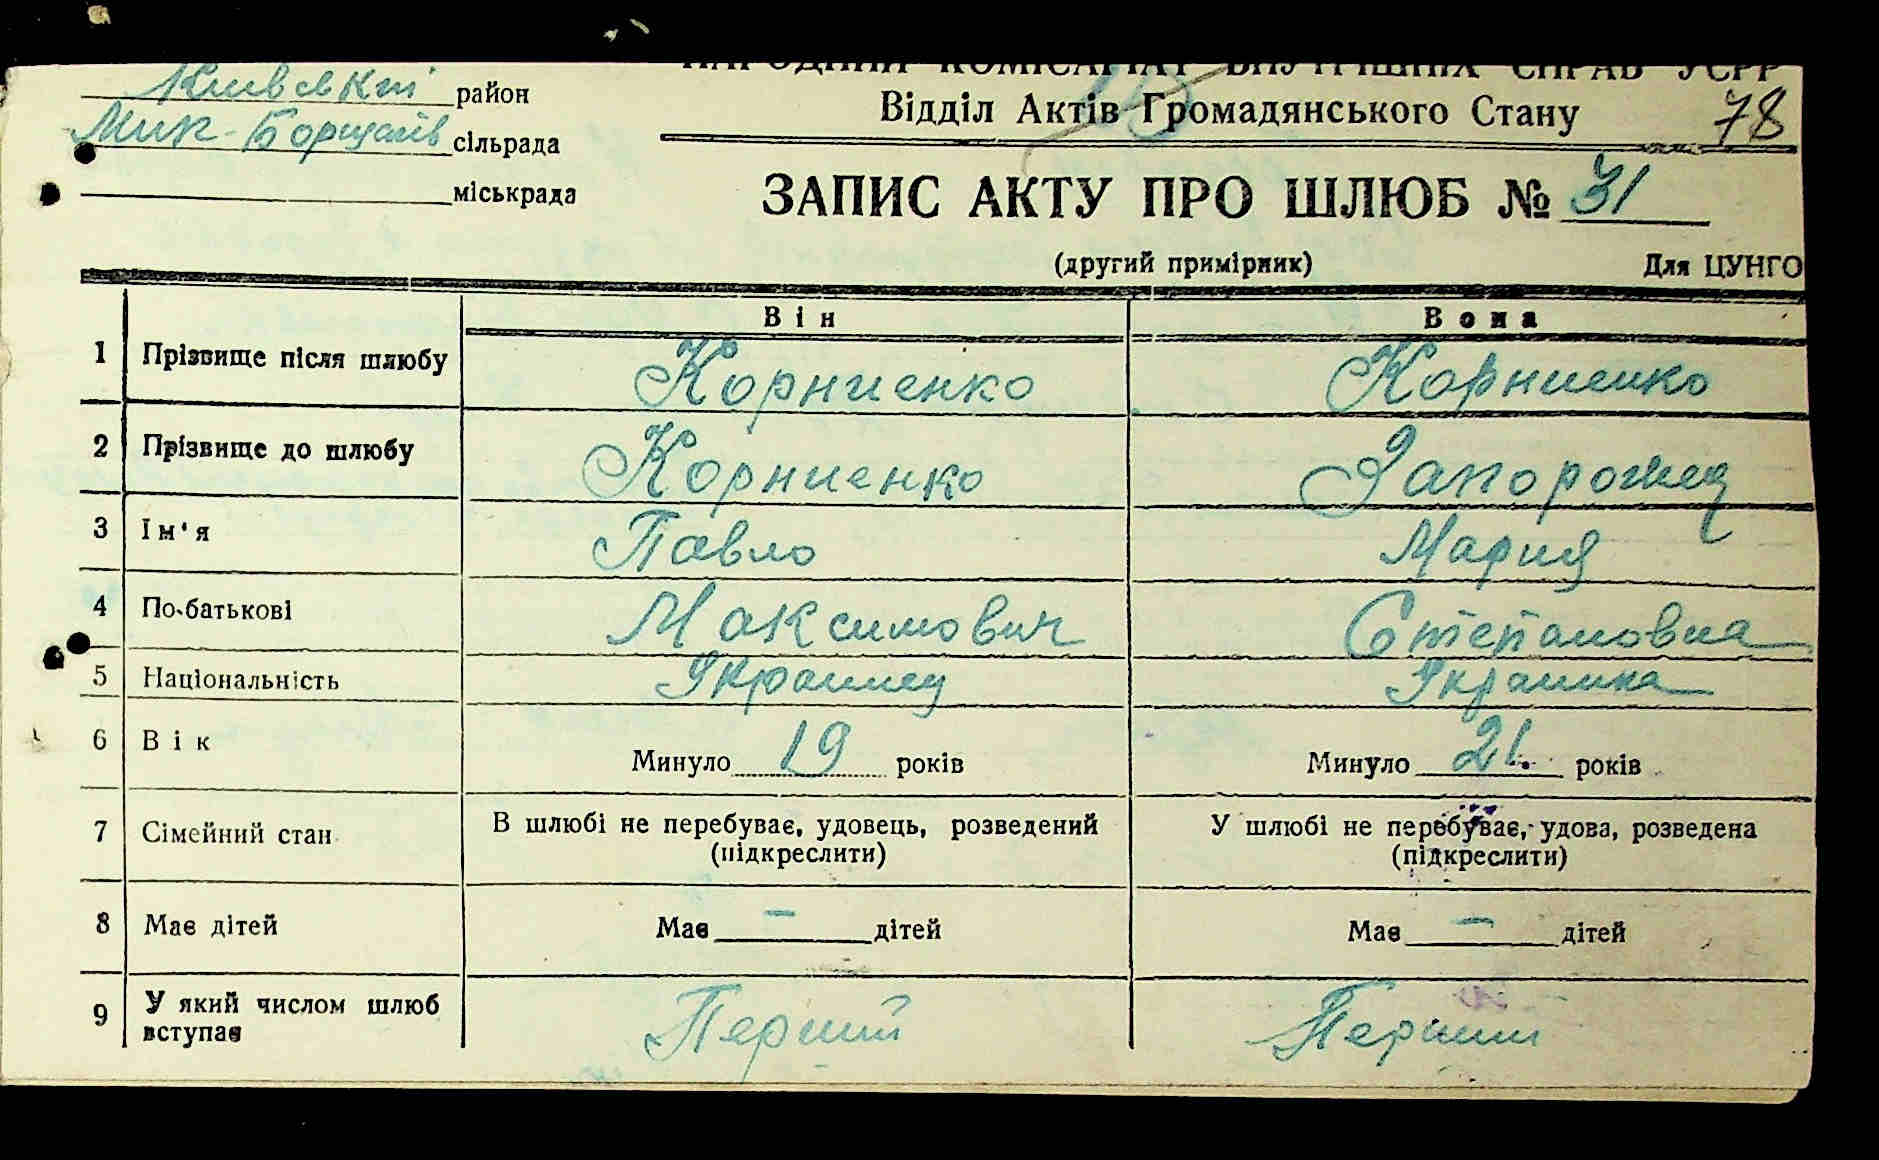 Киевский район
НАРОДНИЙ КОМІСАРІАТ ВНУТРІШНІХ СПРАВ УСРР
Мик-Борщагів сільрада
Відділ Актів Громадянського Стану 78
міськрада
ЗАПИС АКТУ ПРО ШЛЮБ № 31
(другий примірник) Для ЦУНГО
Він Вона
1 Прізвище після шлюбу Корниенко Корниенко
2 Прізвище до шлюбу Корниенко Запорожец
3 Ім'я Павло Мария
4 По-батькові Максимович Степановна
5 Національність Украинец Украинка
6 Вік Минуло 19 років Минуло 21. років
7 Сімейний стан В шлюбі не перебуває, удовець, розведений У шлюбі не перебуває, удова, розведена
(підкреслити) (підкреслити)
8 Має дітей Має — дітей Має — дітей
9 У який числом шлюб Перший Перший
вступає